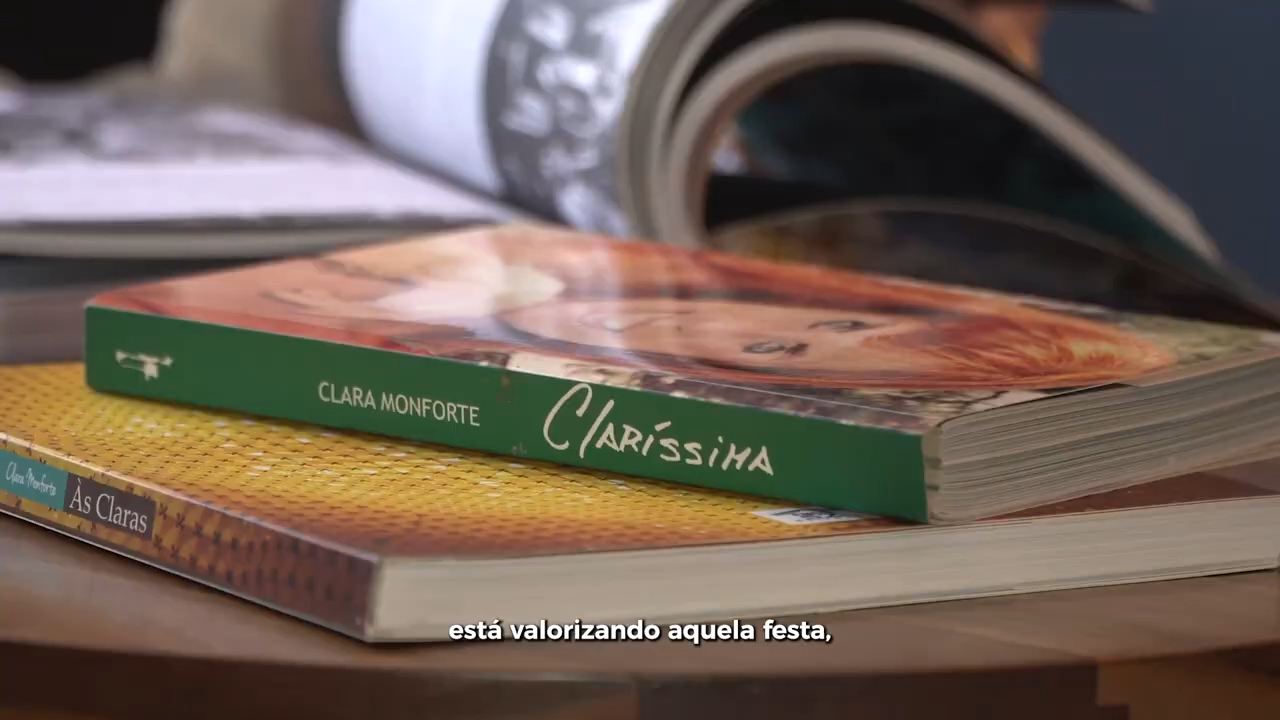 CLARA MONFORTE
Claríssima
Clara Monforte
Às Claras
está valorizando aquela festa,